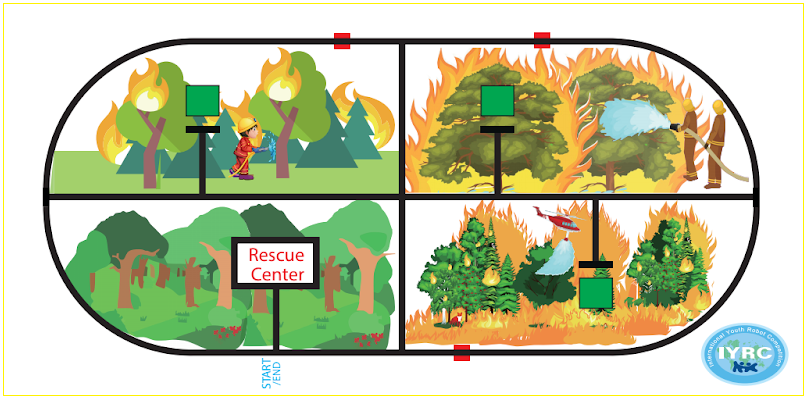 Rescue
Center
START
/END
International Youth Robot Competition
IYRC